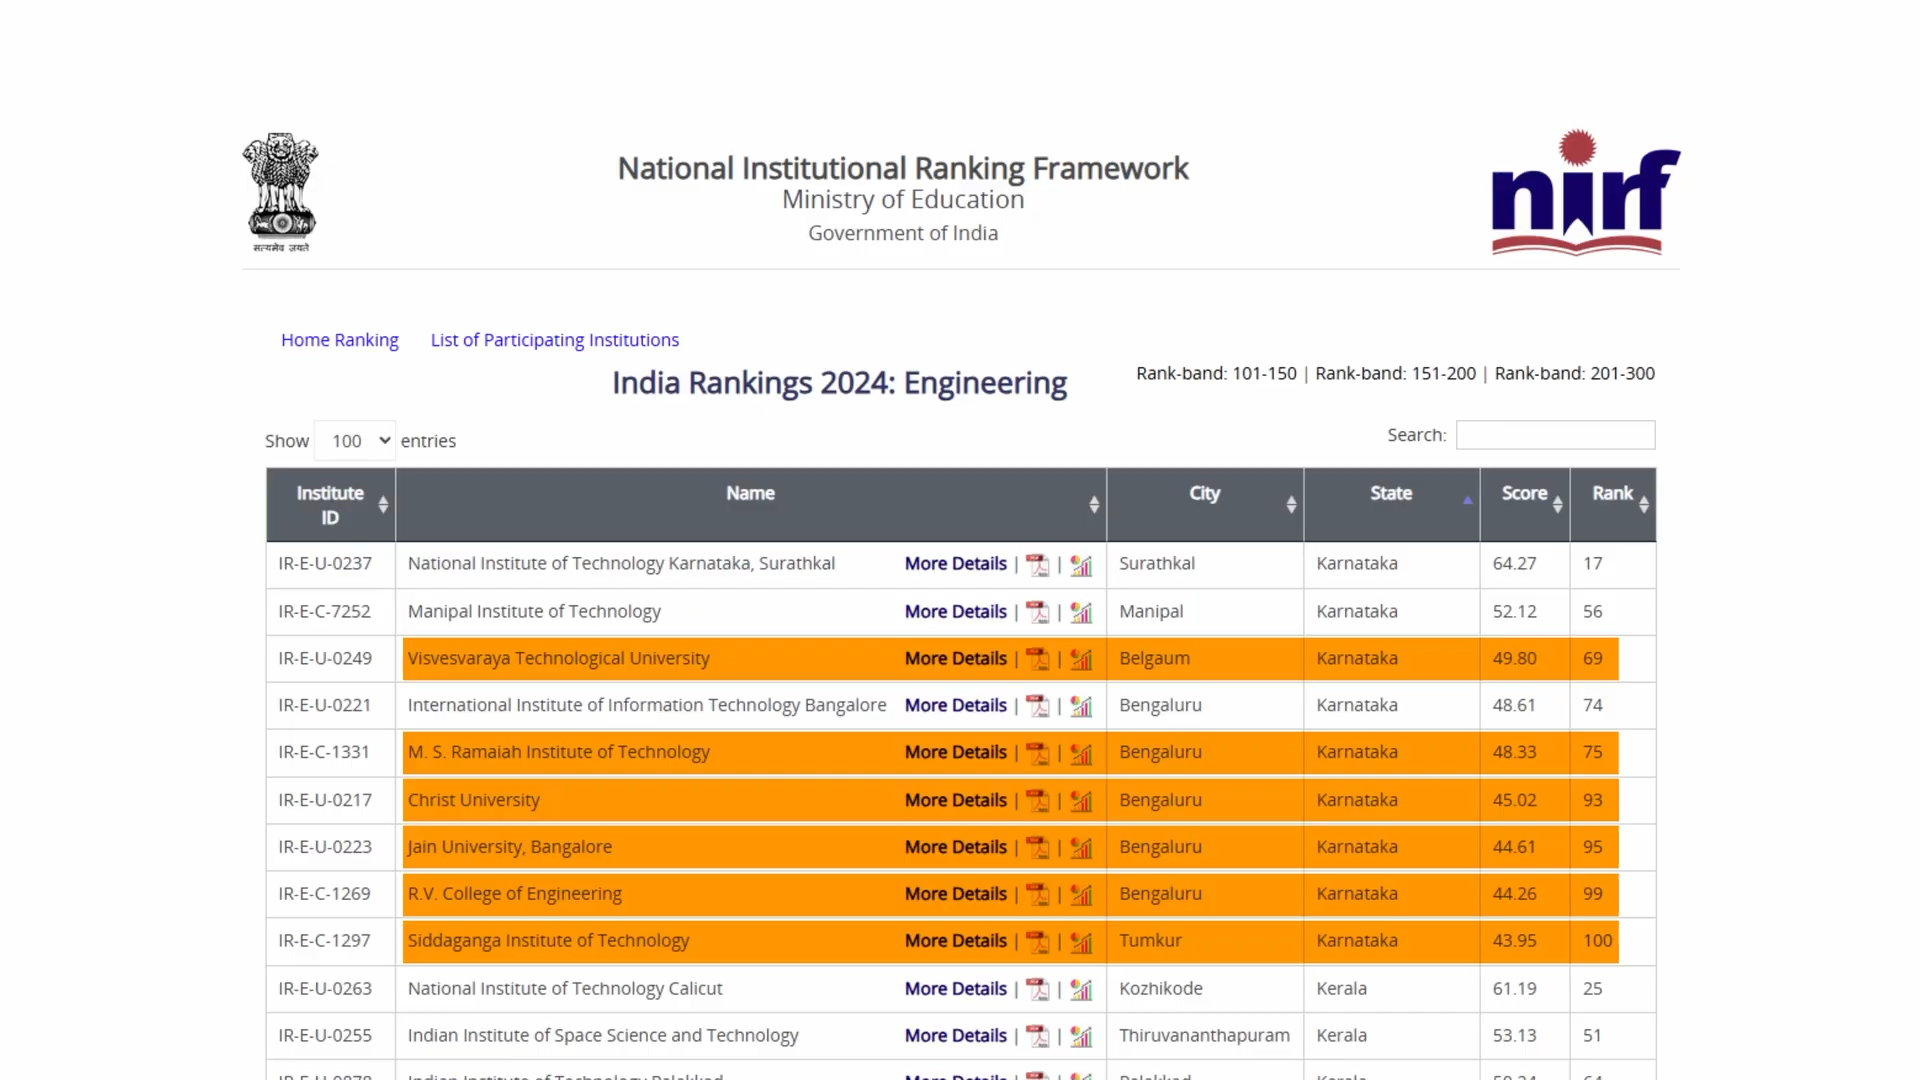 सत्यमेव जयते
National Institutional Ranking Framework
Ministry of Education
Government of India
nirf
Home Ranking List of Participating Institutions
India Rankings 2024: Engineering
Rank-band: 101-150 | Rank-band: 151-200 | Rank-band: 201-300
Show 100 entries
Search:
Institute ID Name City State Score Rank
IR-E-U-0237 National Institute of Technology Karnataka, Surathkal More Details | | Surathkal Karnataka 64.27 17
IR-E-C-7252 Manipal Institute of Technology More Details | | Manipal Karnataka 52.12 56
IR-E-U-0249 Visvesvaraya Technological University More Details | | Belgaum Karnataka 49.80 69
IR-E-U-0221 International Institute of Information Technology Bangalore More Details | | Bengaluru Karnataka 48.61 74
IR-E-C-1331 M. S. Ramaiah Institute of Technology More Details | | Bengaluru Karnataka 48.33 75
IR-E-U-0217 Christ University More Details | | Bengaluru Karnataka 45.02 93
IR-E-U-0223 Jain University, Bangalore More Details | | Bengaluru Karnataka 44.61 95
IR-E-C-1269 R.V. College of Engineering More Details | | Bengaluru Karnataka 44.26 99
IR-E-C-1297 Siddaganga Institute of Technology More Details | | Tumkur Karnataka 43.95 100
IR-E-U-0263 National Institute of Technology Calicut More Details | | Kozhikode Kerala 61.19 25
IR-E-U-0255 Indian Institute of Space Science and Technology More Details | | Thiruvananthapuram Kerala 53.13 51
Indian Institute of Technology Palakkad More Details Palakkad Kerala